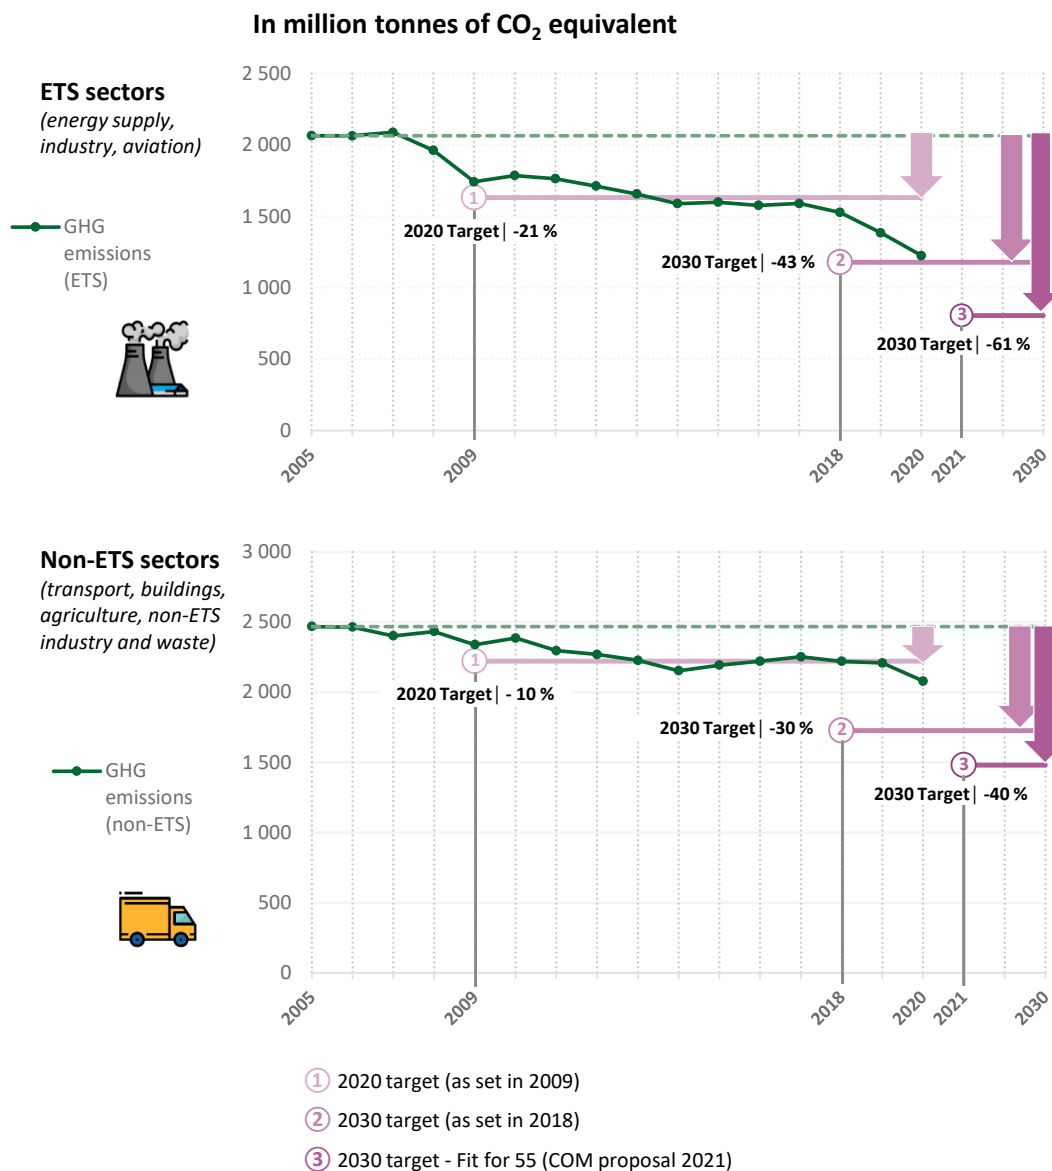 In million tonnes of CO₂ equivalent
ETS sectors
(energy supply,
industry, aviation)
GHG
emissions
(ETS)
2 500
2 000
1 500
1 000
500
0
1
2020 Target│ -21 %
2030 Target│ -43 %
2
3
2030 Target│ -61 %
2005
2009
2018
2020
2021
2030
Non-ETS sectors
(transport, buildings,
agriculture, non-ETS
industry and waste)
GHG
emissions
(non-ETS)
3 000
2 500
2 000
1 500
1 000
500
0
1
2020 Target│ - 10 %
2030 Target│ -30 %
2
3
2030 Target│ -40 %
2005
2009
2018
2020
2021
2030
1 2020 target (as set in 2009)
2 2030 target (as set in 2018)
3 2030 target - Fit for 55 (COM proposal 2021)